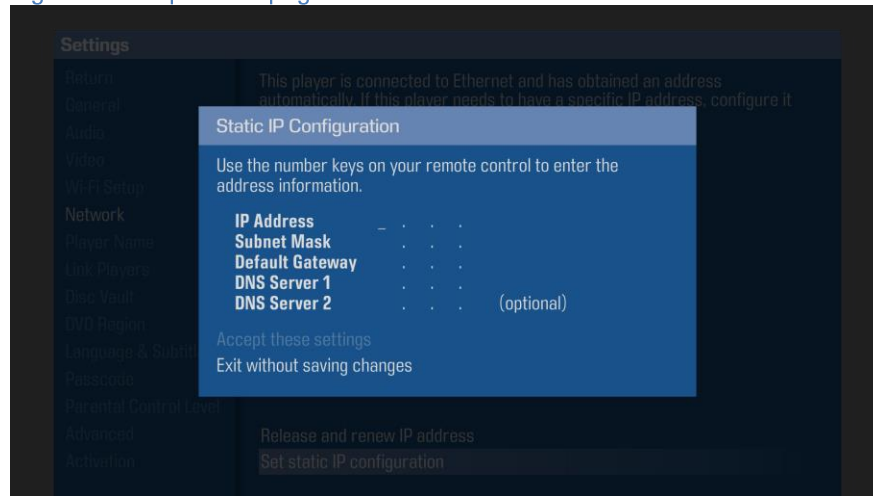 Settings
Return
General
Audio
Video
Wi-Fi Setup
Network
Player Name
Link Players
Disc Vault
DVD Region
Language & Subtitl
Passcode
Parental Control Level
Advanced
Activation
This player is connected to Ethernet and has obtained an address
automatically. If this player needs to have a specific IP address, configure it
Static IP Configuration
Use the number keys on your remote control to enter the
address information.
IP Address _ . . .
Subnet Mask . . .
Default Gateway . . .
DNS Server 1 . . .
DNS Server 2 . . . (optional)
Accept these settings
Exit without saving changes
Release and renew IP address
Set static IP configuration